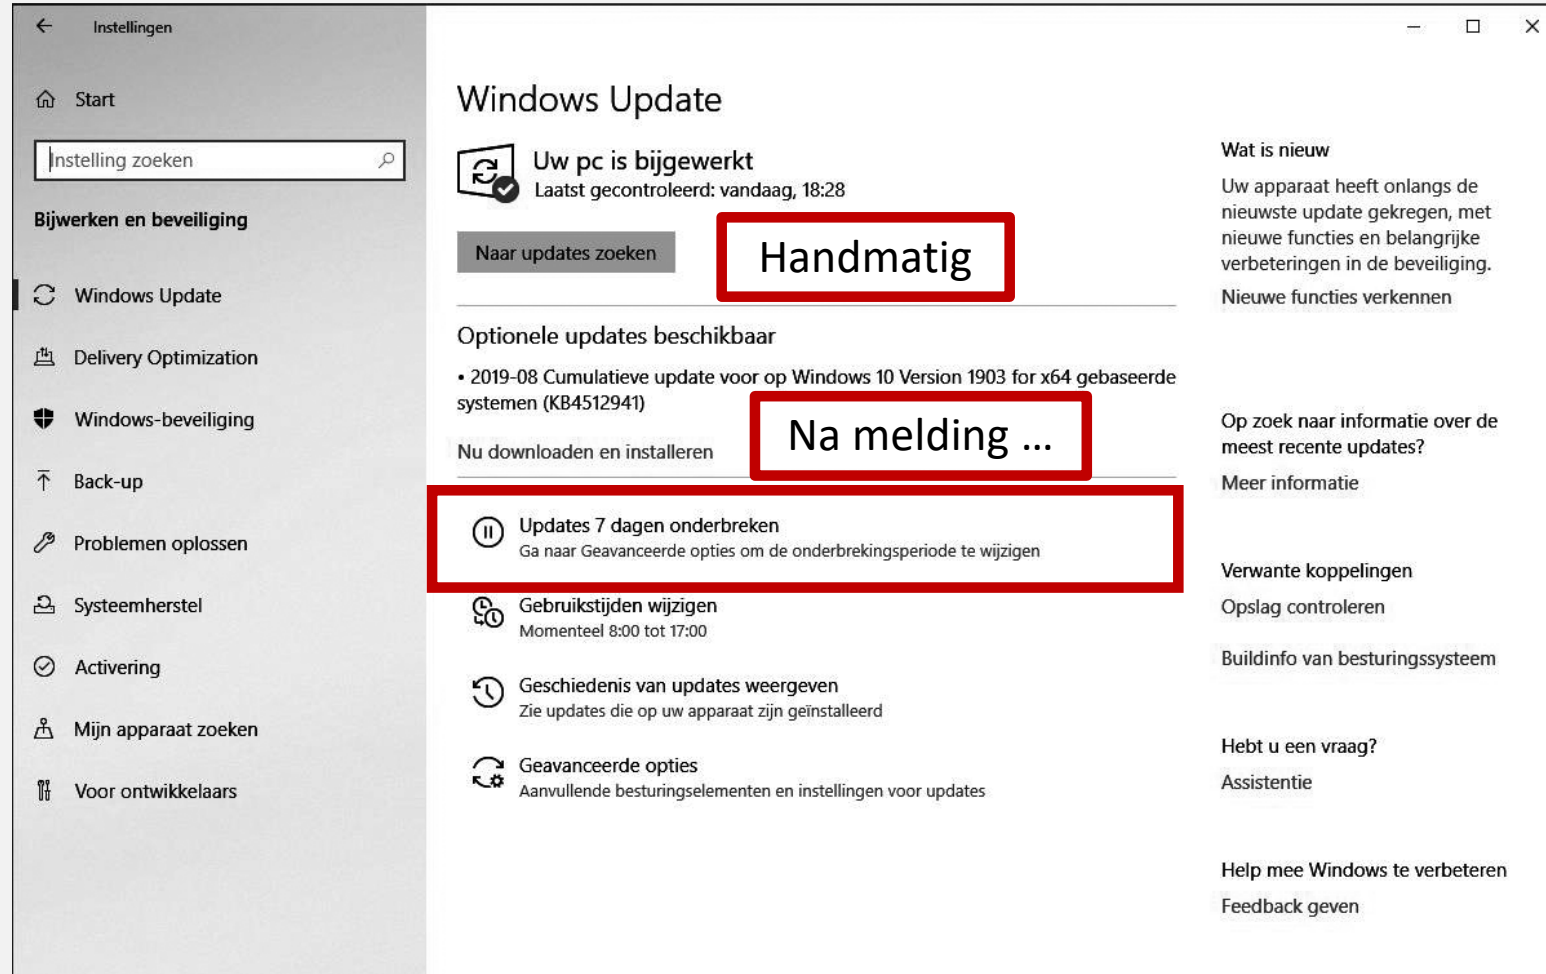 Instellingen
Start
Instelling zoeken
Bijwerken en beveiliging
Windows Update
Delivery Optimization
Windows-beveiliging
Back-up
Problemen oplossen
Systeemherstel
Activering
Mijn apparaat zoeken
Voor ontwikkelaars
Windows Update
Uw pc is bijgewerkt
Laatst gecontroleerd: vandaag, 18:28
Naar updates zoeken
Handmatig
Optionele updates beschikbaar
• 2019-08 Cumulatieve update voor op Windows 10 Version 1903 for x64 gebaseerde
systemen (KB4512941)
Na melding ...
Nu downloaden en installeren
Updates 7 dagen onderbreken
Ga naar Geavanceerde opties om de onderbrekingsperiode te wijzigen
Gebruikstijden wijzigen
Momenteel 8:00 tot 17:00
Geschiedenis van updates weergeven
Zie updates die op uw apparaat zijn geïnstalleerd
Geavanceerde opties
Aanvullende besturingselementen en instellingen voor updates
Wat is nieuw
Uw apparaat heeft onlangs de
nieuwste update gekregen, met
nieuwe functies en belangrijke
verbeteringen in de beveiliging.
Nieuwe functies verkennen
Op zoek naar informatie over de
meest recente updates?
Meer informatie
Verwante koppelingen
Opslag controleren
Buildinfo van besturingssysteem
Hebt u een vraag?
Assistentie
Help mee Windows te verbeteren
Feedback geven